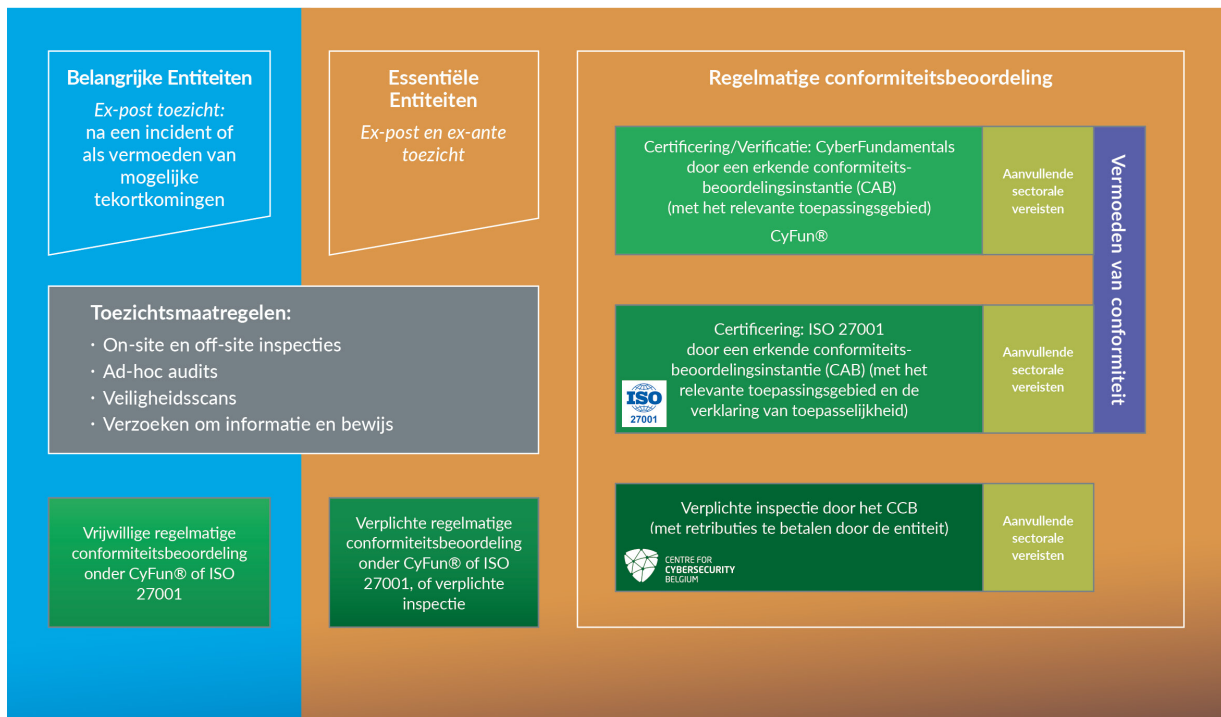 Belangrijke Entiteiten
Ex-post toezicht:
na een incident of
als vermoeden van
mogelijke
tekortkomingen
Essentiële
Entiteiten
Ex-post en ex-ante
toezicht
Toezichtsmaatregelen:
· On-site en off-site inspecties
· Ad-hoc audits
· Veiligheidsscans
· Verzoeken om informatie en bewijs
Vrijwillige regelmatige
conformiteitsbeoordeling
onder CyFun® of ISO
27001
Verplichte regelmatige
conformiteitsbeoordeling
onder CyFun® of ISO
27001, of verplichte
inspectie
Regelmatige conformiteitsbeoordeling
Certificering/Verificatie: CyberFundamentals
door een erkende conformiteits-
beoordelingsinstantie (CAB)
(met het relevante toepassingsgebied)
CyFun®
Aanvullende
sectorale
vereisten
Certificering: ISO 27001
door een erkende conformiteits-
beoordelingsinstantie (CAB) (met het
relevante toepassingsgebied en de
verklaring van toepasselijkheid)
ISO
27001
Aanvullende
sectorale
vereisten
Vermoeden van conformiteit
Verplichte inspectie door het CCB
(met retributies te betalen door de entiteit)
CENTRE FOR
CYBERSECURITY
BELGIUM
Aanvullende
sectorale
vereisten